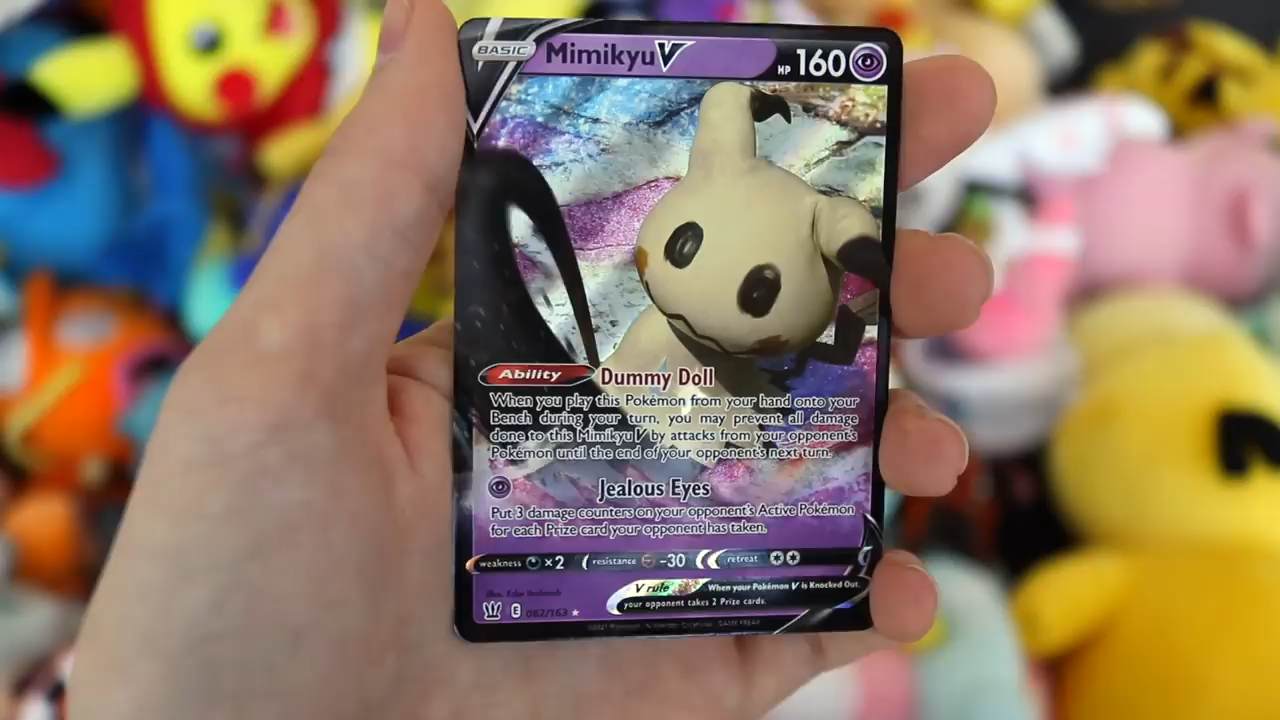 BASIC MimikyuV HP 160
Ability Dummy Doll
When you play this Pokémon from your hand onto your
Bench during your turn, you may prevent all damage
done to this Mimikyu V by attacks from your opponent's
Pokémon until the end of your opponent's next turn.
Jealous Eyes
Put 3 damage counters on your opponent's Active Pokémon
for each Prize card your opponent has taken.
weakness ×2 resistance -30 retreat
V rule When your Pokémon V is Knocked Out,
your opponent takes 2 Prize cards.
E 062/163